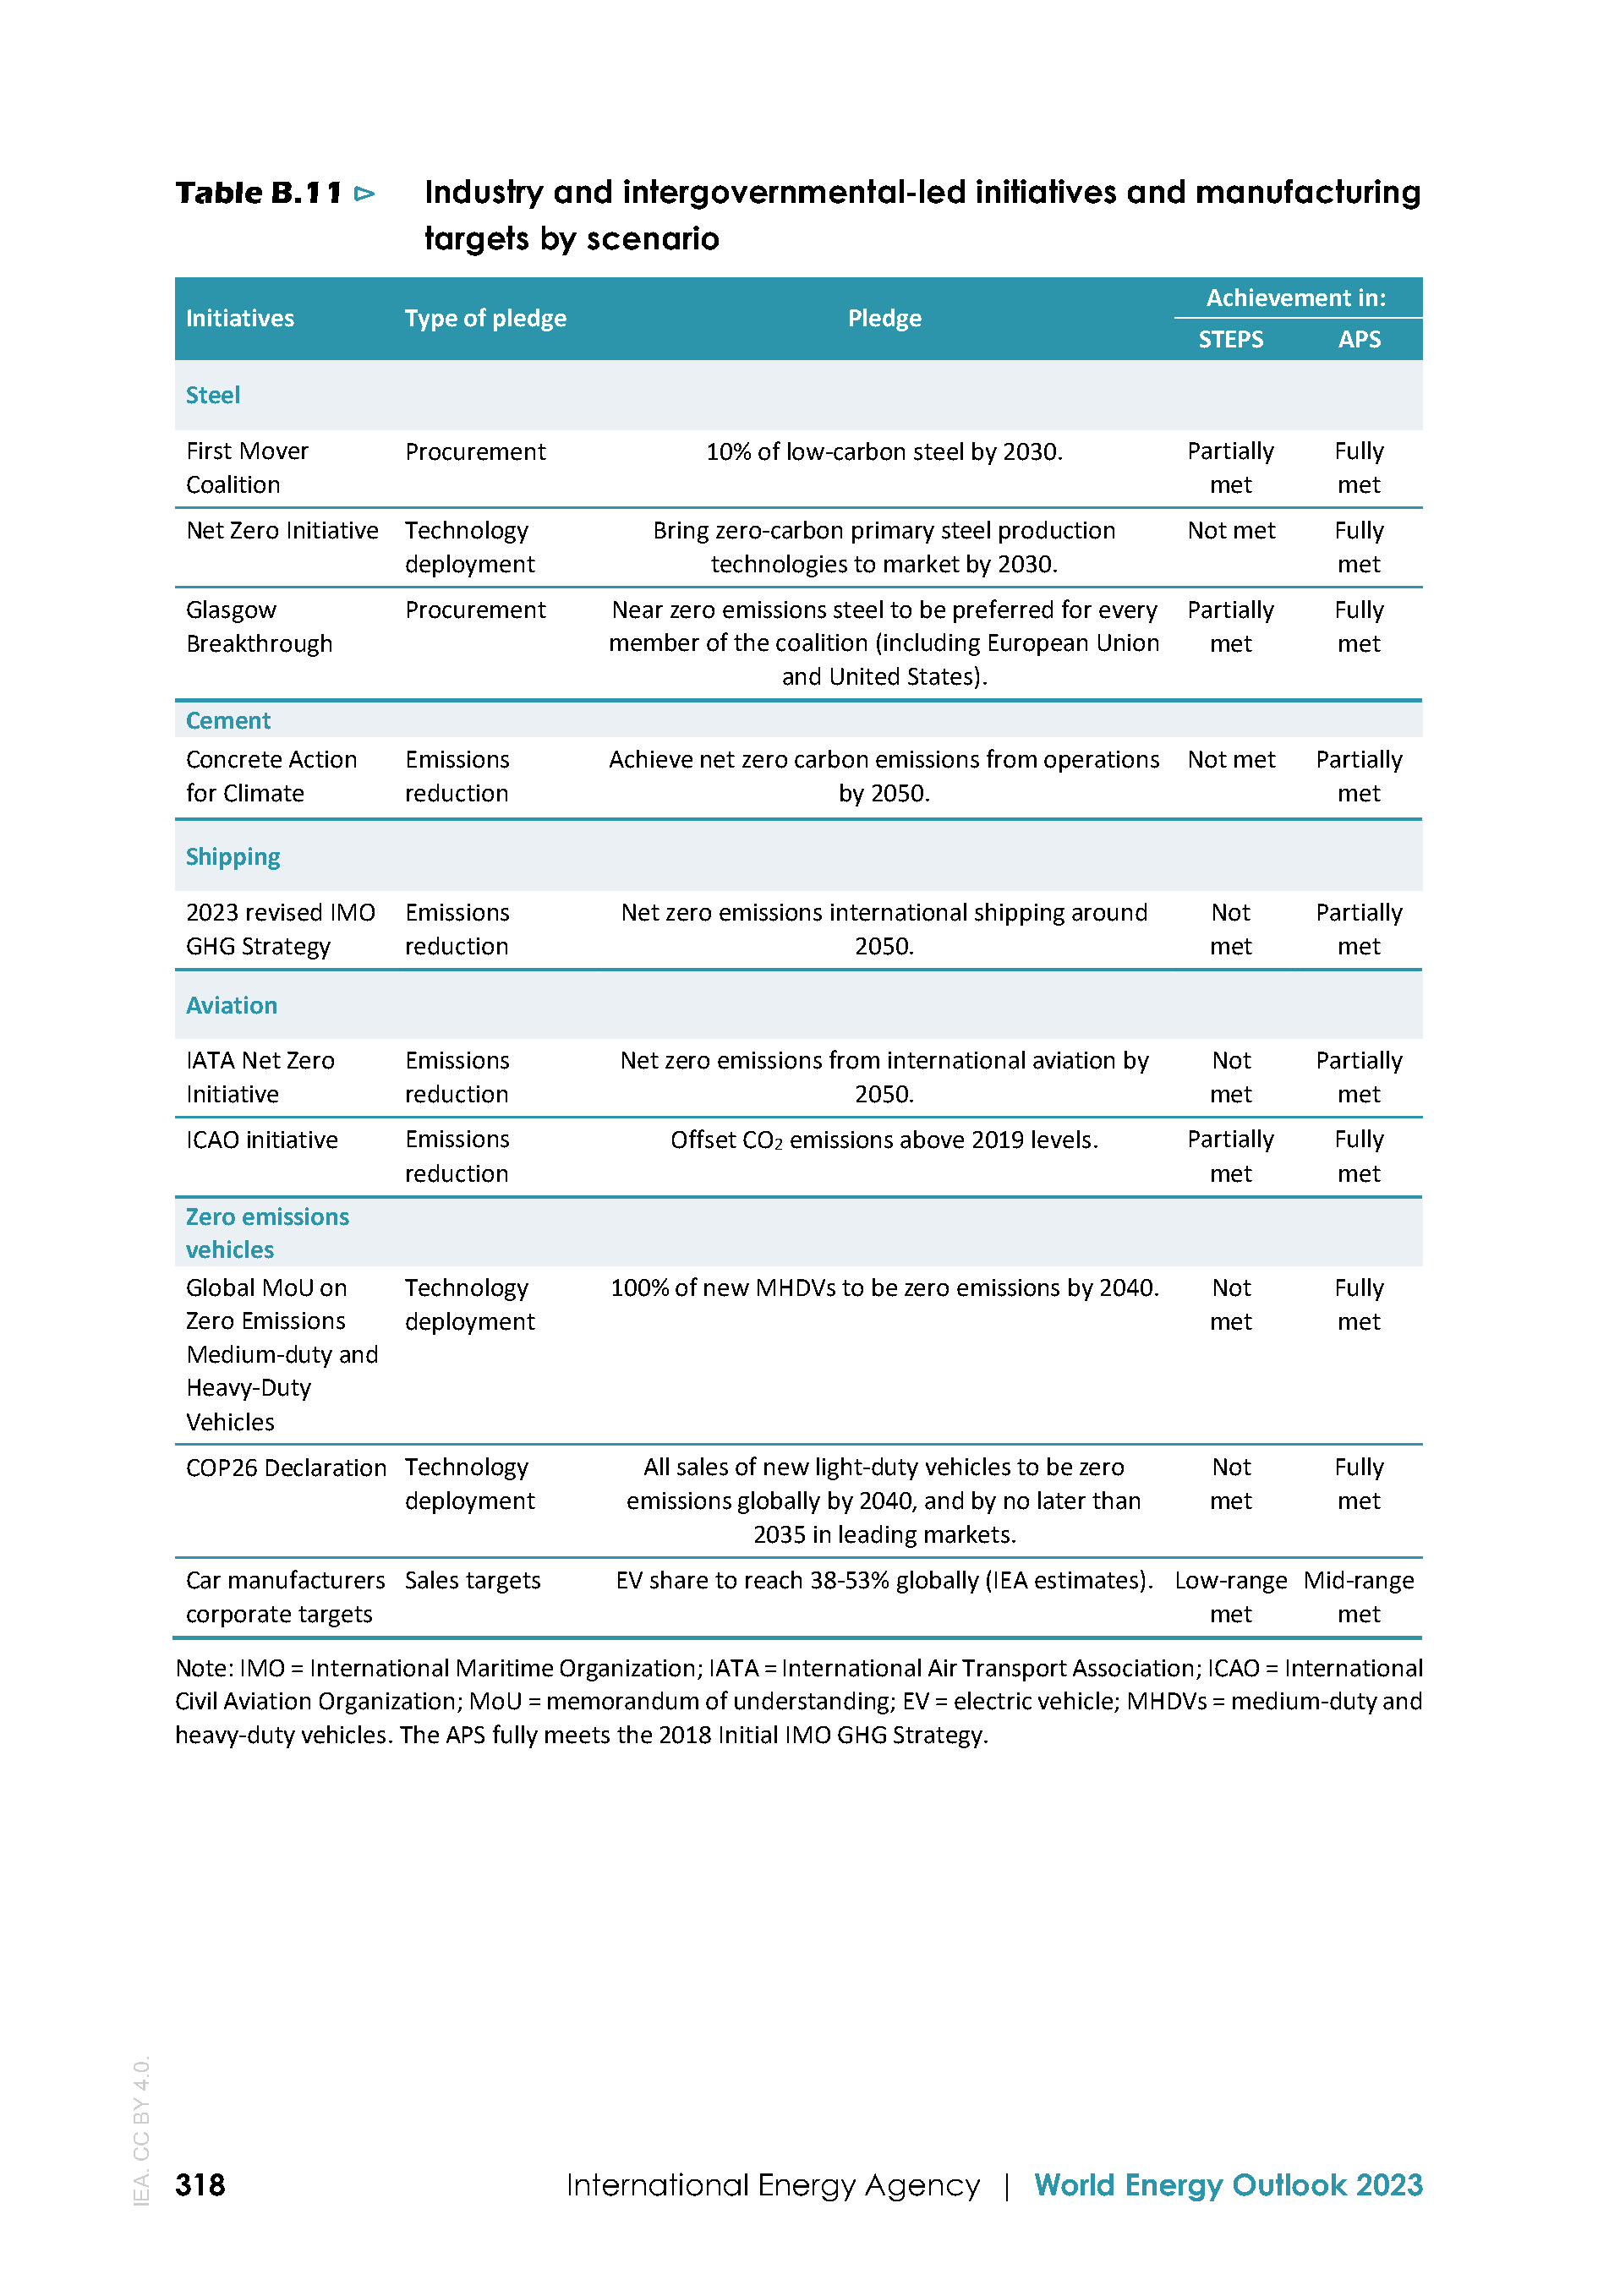 Table B.11 ⊳ Industry and intergovernmental-led initiatives and manufacturing
targets by scenario
Initiatives Type of pledge Pledge Achievement in:
STEPS APS
Steel
First Mover Procurement 10% of low-carbon steel by 2030. Partially Fully
Coalition met met
Net Zero Initiative Technology Bring zero-carbon primary steel production Not met Fully
deployment technologies to market by 2030. met
Glasgow Procurement Near zero emissions steel to be preferred for every Partially Fully
Breakthrough member of the coalition (including European Union met met
and United States).
Cement
Concrete Action Emissions Achieve net zero carbon emissions from operations Not met Partially
for Climate reduction by 2050. met
Shipping
2023 revised IMO Emissions Net zero emissions international shipping around Not Partially
GHG Strategy reduction 2050. met met
Aviation
IATA Net Zero Emissions Net zero emissions from international aviation by Not Partially
Initiative reduction 2050. met met
ICAO initiative Emissions Offset CO₂ emissions above 2019 levels. Partially Fully
reduction met met
Zero emissions
vehicles
Global MoU on Technology 100% of new MHDVs to be zero emissions by 2040. Not Fully
Zero Emissions deployment met met
Medium-duty and
Heavy-Duty
Vehicles
COP26 Declaration Technology All sales of new light-duty vehicles to be zero Not Fully
deployment emissions globally by 2040, and by no later than met met
2035 in leading markets.
Car manufacturers Sales targets EV share to reach 38-53% globally (IEA estimates). Low-range Mid-range
corporate targets met met
Note: IMO = International Maritime Organization; IATA = International Air Transport Association; ICAO = International
Civil Aviation Organization; MoU = memorandum of understanding; EV = electric vehicle; MHDVs = medium-duty and
heavy-duty vehicles. The APS fully meets the 2018 Initial IMO GHG Strategy.
IEA. CC BY 4.0.
318 International Energy Agency | World Energy Outlook 2023